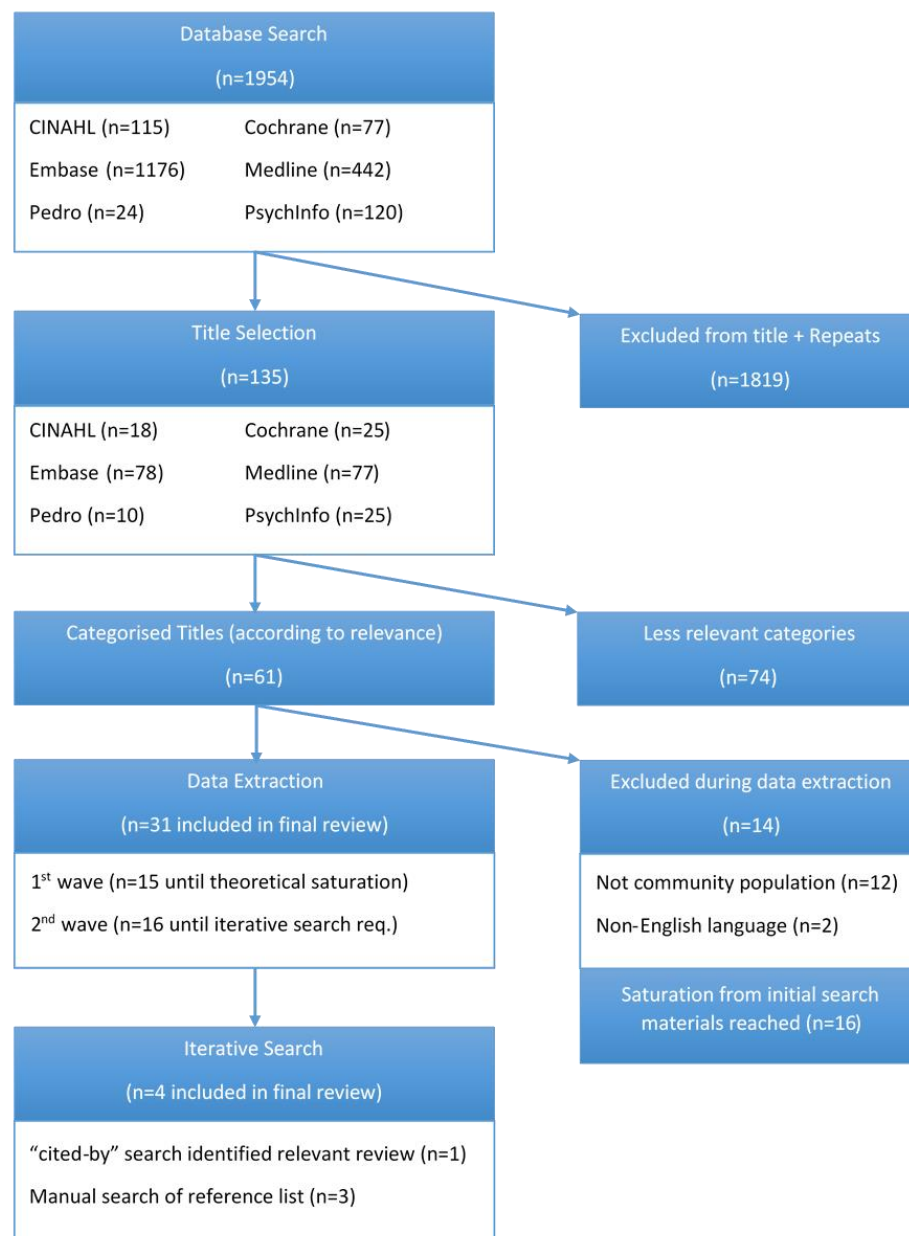 Database Search
(n=1954)
CINAHL (n=115) Cochrane (n=77)
Embase (n=1176) Medline (n=442)
Pedro (n=24) PsychInfo (n=120)
Title Selection
(n=135)
Excluded from title + Repeats
(n=1819)
CINAHL (n=18) Cochrane (n=25)
Embase (n=78) Medline (n=77)
Pedro (n=10) PsychInfo (n=25)
Categorised Titles (according to relevance)
(n=61)
Less relevant categories
(n=74)
Data Extraction
(n=31 included in final review)
1st wave (n=15 until theoretical saturation)
2nd wave (n=16 until iterative search req.)
Excluded during data extraction
(n=14)
Not community population (n=12)
Non-English language (n=2)
Saturation from initial search
materials reached (n=16)
Iterative Search
(n=4 included in final review)
“cited-by” search identified relevant review (n=1)
Manual search of reference list (n=3)